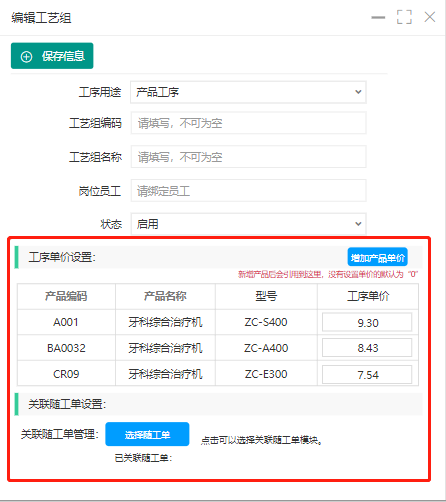 编辑工艺组
保存信息
工序用途 产品工序
工艺组编码 请填写，不可为空
工艺组名称 请填写，不可为空
岗位员工 请绑定员工
状态 启用
工序单价设置： 增加产品单价
新增产品后会引用到这里，没有设置单价的默认为“0”
产品编码 产品名称 型号 工序单价
A001 牙科综合治疗机 ZC-S400 9.30
BA0032 牙科综合治疗机 ZC-A400 8.43
CR09 牙科综合治疗机 ZC-E300 7.54
关联随工单设置：
关联随工单管理： 选择随工单 点击可以选择关联随工单模块。
已关联随工单：